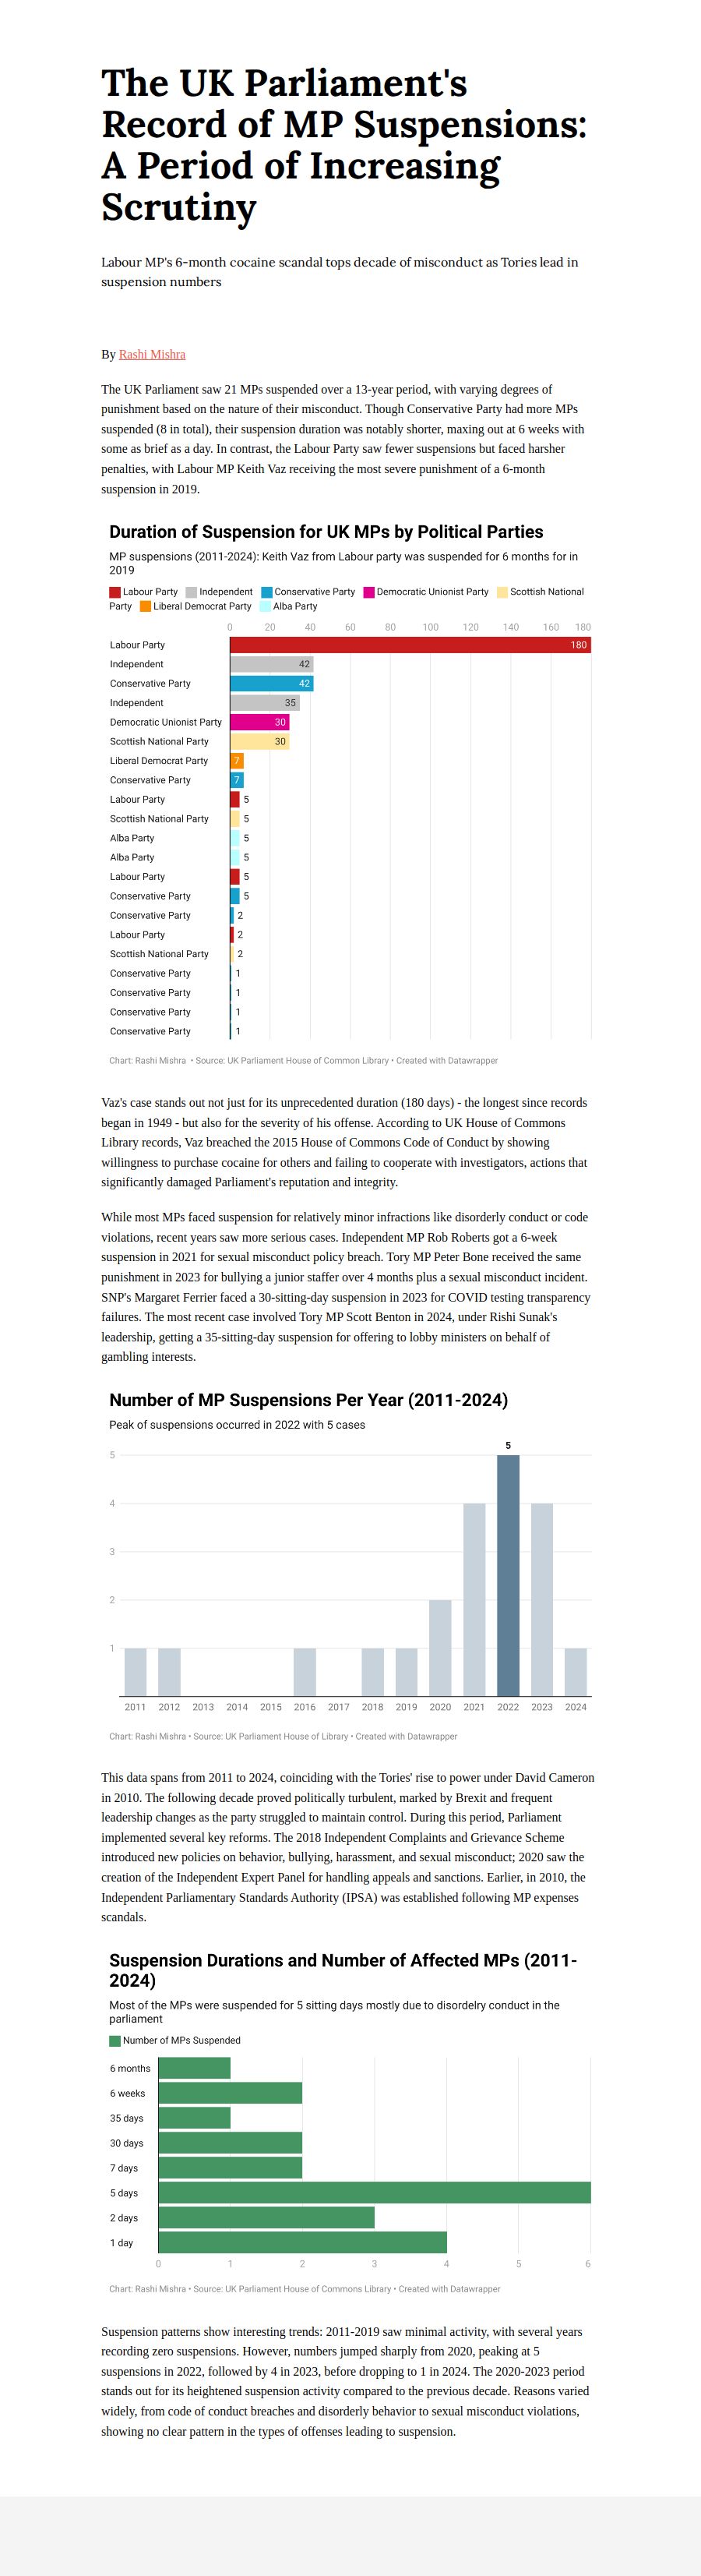 The UK Parliament's
Record of MP Suspensions:
A Period of Increasing
Scrutiny
Labour MP's 6-month cocaine scandal tops decade of misconduct as Tories lead in
suspension numbers
By Rashi Mishra
The UK Parliament saw 21 MPs suspended over a 13-year period, with varying degrees of
punishment based on the nature of their misconduct. Though Conservative Party had more MPs
suspended (8 in total), their suspension duration was notably shorter, maxing out at 6 weeks with
some as brief as a day. In contrast, the Labour Party saw fewer suspensions but faced harsher
penalties, with Labour MP Keith Vaz receiving the most severe punishment of a 6-month
suspension in 2019.
Duration of Suspension for UK MPs by Political Parties
MP suspensions (2011-2024): Keith Vaz from Labour party was suspended for 6 months for in
2019
Labour Party Independent Conservative Party Democratic Unionist Party Scottish National
Party Liberal Democrat Party Alba Party
0 20 40 60 80 100 120 140 160 180
Labour Party 180
Independent 42
Conservative Party 42
Independent 35
Democratic Unionist Party 30
Scottish National Party 30
Liberal Democrat Party 7
Conservative Party 7
Labour Party 5
Scottish National Party 5
Alba Party 5
Alba Party 5
Labour Party 5
Conservative Party 5
Conservative Party 2
Labour Party 2
Scottish National Party 2
Conservative Party 1
Conservative Party 1
Conservative Party 1
Conservative Party 1
Chart: Rashi Mishra • Source: UK Parliament House of Common Library • Created with Datawrapper
Vaz's case stands out not just for its unprecedented duration (180 days) - the longest since records
began in 1949 - but also for the severity of his offense. According to UK House of Commons
Library records, Vaz breached the 2015 House of Commons Code of Conduct by showing
willingness to purchase cocaine for others and failing to cooperate with investigators, actions that
significantly damaged Parliament's reputation and integrity.
While most MPs faced suspension for relatively minor infractions like disorderly conduct or code
violations, recent years saw more serious cases. Independent MP Rob Roberts got a 6-week
suspension in 2021 for sexual misconduct policy breach. Tory MP Peter Bone received the same
punishment in 2023 for bullying a junior staffer over 4 months plus a sexual misconduct incident.
SNP's Margaret Ferrier faced a 30-sitting-day suspension in 2023 for COVID testing transparency
failures. The most recent case involved Tory MP Scott Benton in 2024, under Rishi Sunak's
leadership, getting a 35-sitting-day suspension for offering to lobby ministers on behalf of
gambling interests.
Number of MP Suspensions Per Year (2011-2024)
Peak of suspensions occurred in 2022 with 5 cases
5
5
4
3
2
1
2011 2012 2013 2014 2015 2016 2017 2018 2019 2020 2021 2022 2023 2024
Chart: Rashi Mishra • Source: UK Parliament House of Library • Created with Datawrapper
This data spans from 2011 to 2024, coinciding with the Tories' rise to power under David Cameron
in 2010. The following decade proved politically turbulent, marked by Brexit and frequent
leadership changes as the party struggled to maintain control. During this period, Parliament
implemented several key reforms. The 2018 Independent Complaints and Grievance Scheme
introduced new policies on behavior, bullying, harassment, and sexual misconduct; 2020 saw the
creation of the Independent Expert Panel for handling appeals and sanctions. Earlier, in 2010, the
Independent Parliamentary Standards Authority (IPSA) was established following MP expenses
scandals.
Suspension Durations and Number of Affected MPs (2011-
2024)
Most of the MPs were suspended for 5 sitting days mostly due to disordelry conduct in the
parliament
Number of MPs Suspended
6 months
6 weeks
35 days
30 days
7 days
5 days
2 days
1 day
0 1 2 3 4 5 6
Chart: Rashi Mishra • Source: UK Parliament House of Commons Library • Created with Datawrapper
Suspension patterns show interesting trends: 2011-2019 saw minimal activity, with several years
recording zero suspensions. However, numbers jumped sharply from 2020, peaking at 5
suspensions in 2022, followed by 4 in 2023, before dropping to 1 in 2024. The 2020-2023 period
stands out for its heightened suspension activity compared to the previous decade. Reasons varied
widely, from code of conduct breaches and disorderly behavior to sexual misconduct violations,
showing no clear pattern in the types of offenses leading to suspension.